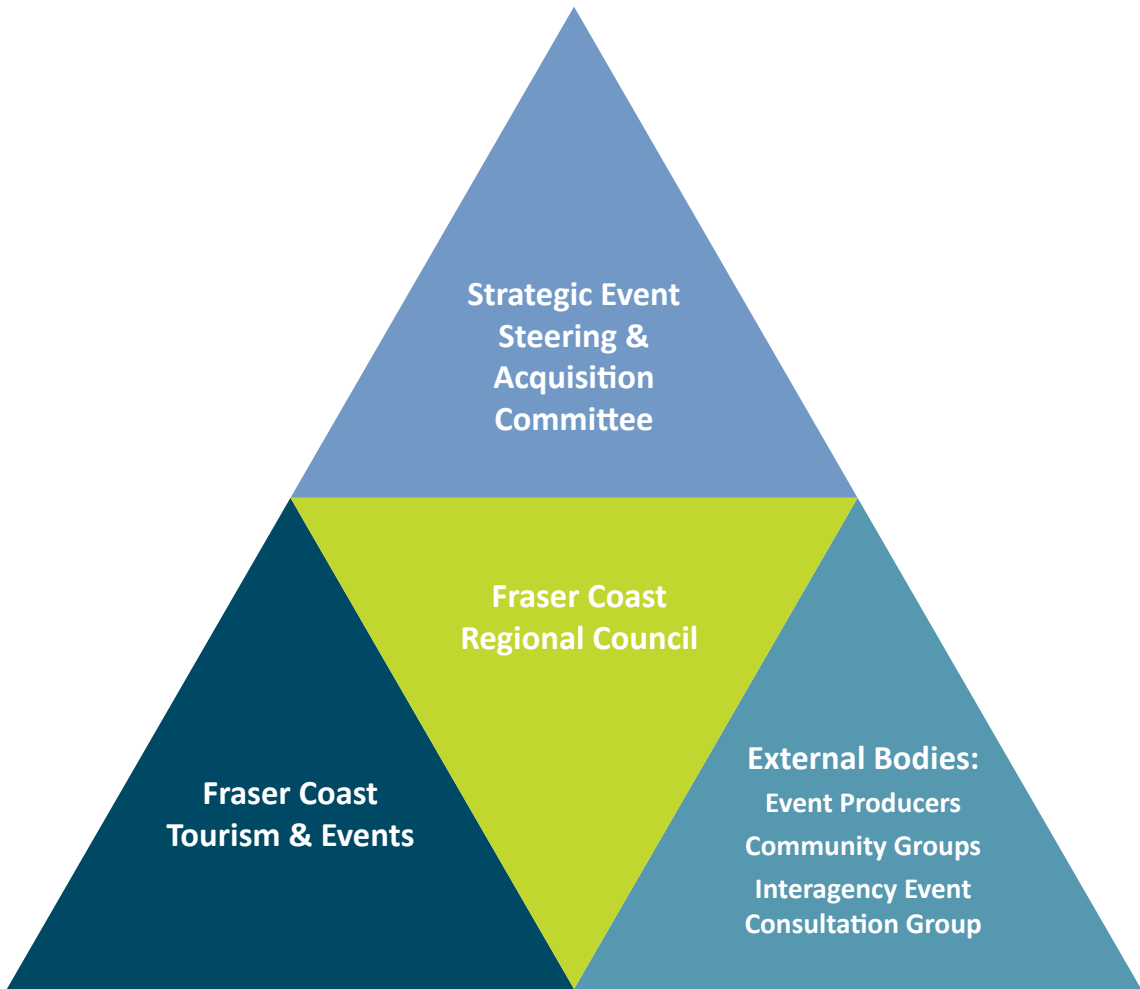 Strategic Event
Steering &
Acquisition
Committee
Fraser Coast
Regional Council
Fraser Coast
Tourism & Events
External Bodies:
Event Producers
Community Groups
Interagency Event
Consultation Group